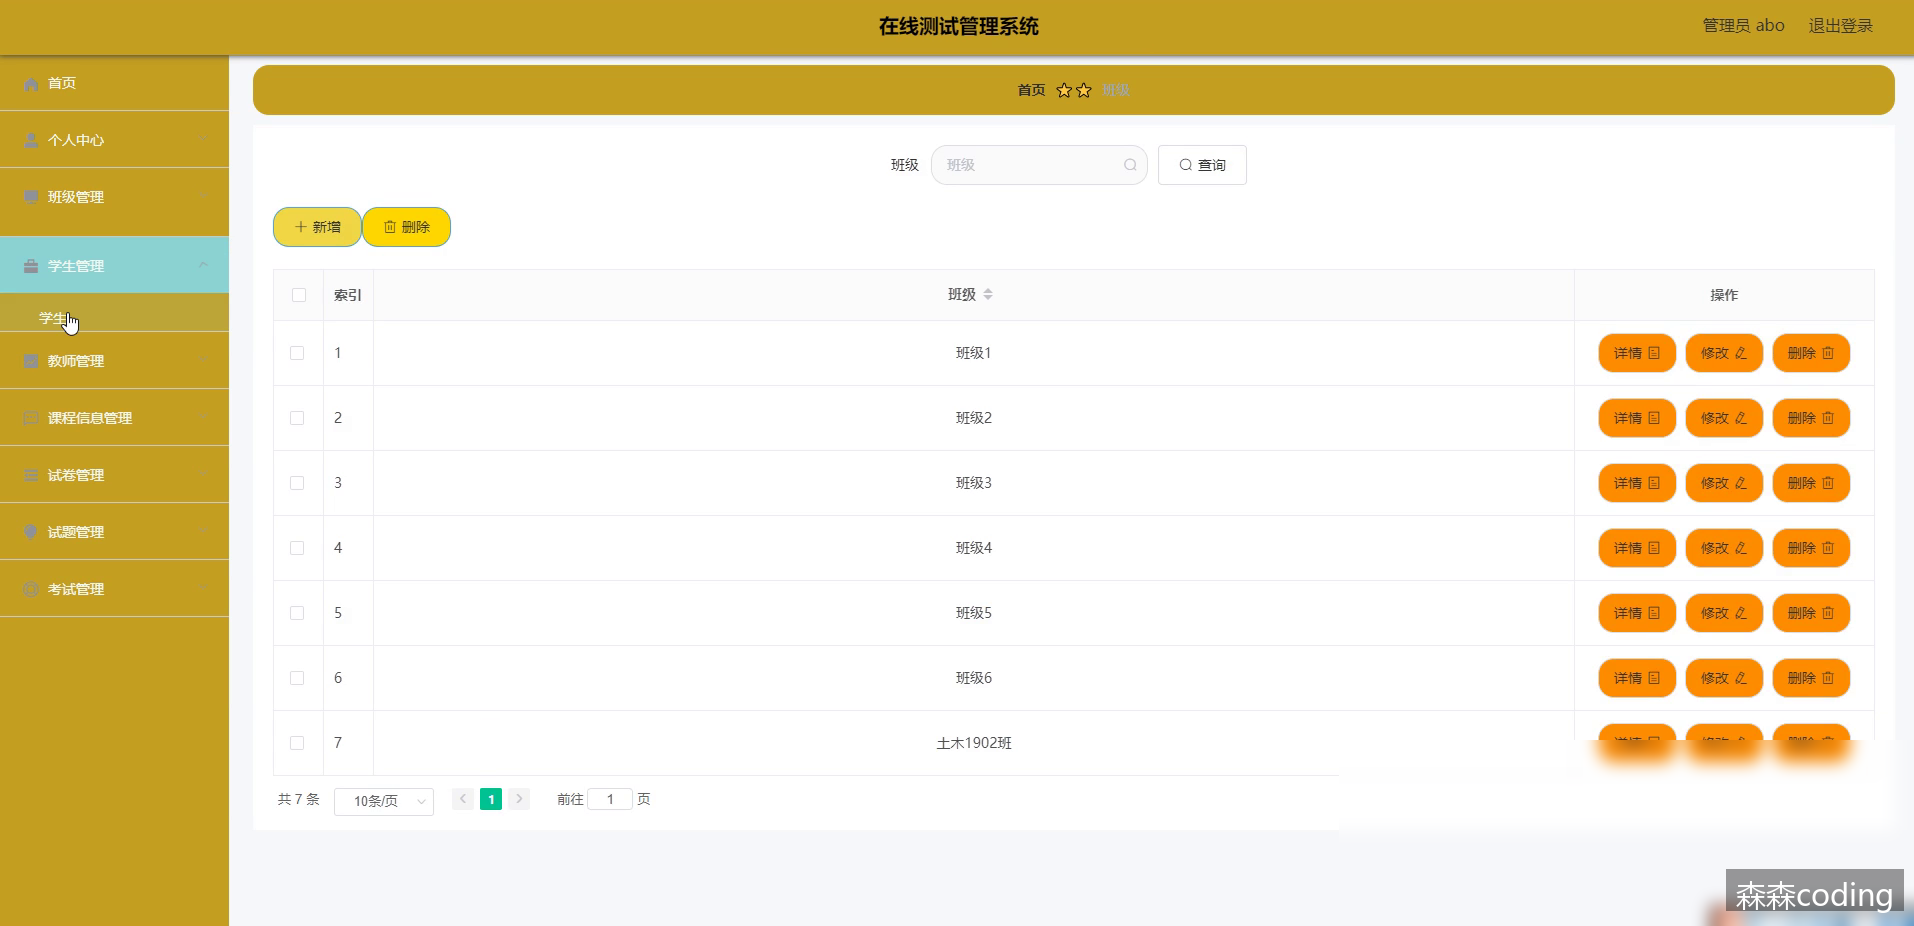 在线测试管理系统
管理员 abo 退出登录
首页
个人中心
班级管理
学生管理
学生
教师管理
课程信息管理
试卷管理
试题管理
考试管理
首页 班级
班级 班级 查询
新增 删除
索引 班级 操作
1 班级1 详情 修改 删除
2 班级2 详情 修改 删除
3 班级3 详情 修改 删除
4 班级4 详情 修改 删除
5 班级5 详情 修改 删除
6 班级6 详情 修改 删除
7 土木1902班 详情 修改 删除
共 7 条 10条/页 1 前往 1 页
森森coding